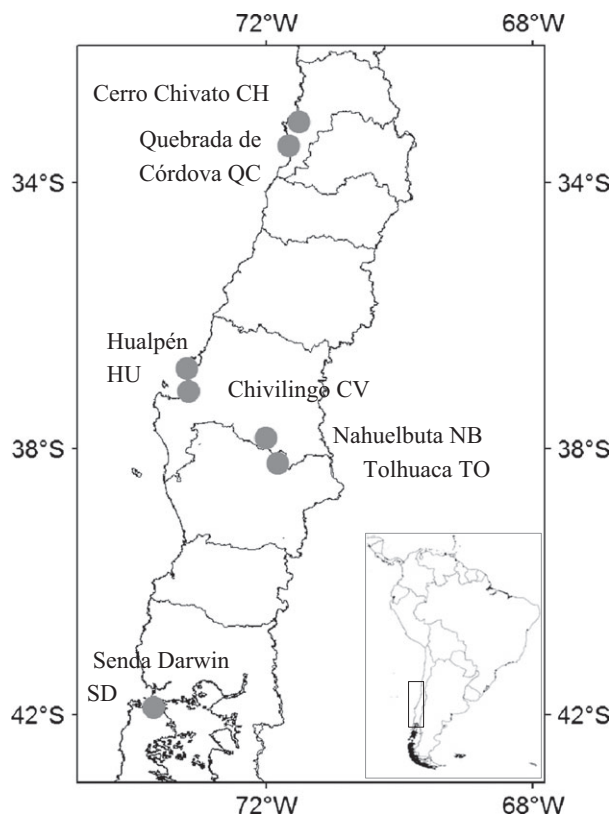 72°W 68°W
Cerro Chivato CH
Quebrada de
Córdova QC
34°S 34°S
Hualpén
HU
Chivilingo CV
Nahuelbuta NB
38°S 38°S
Tolhuaca TO
Senda Darwin
SD
42°S 42°S
72°W 68°W